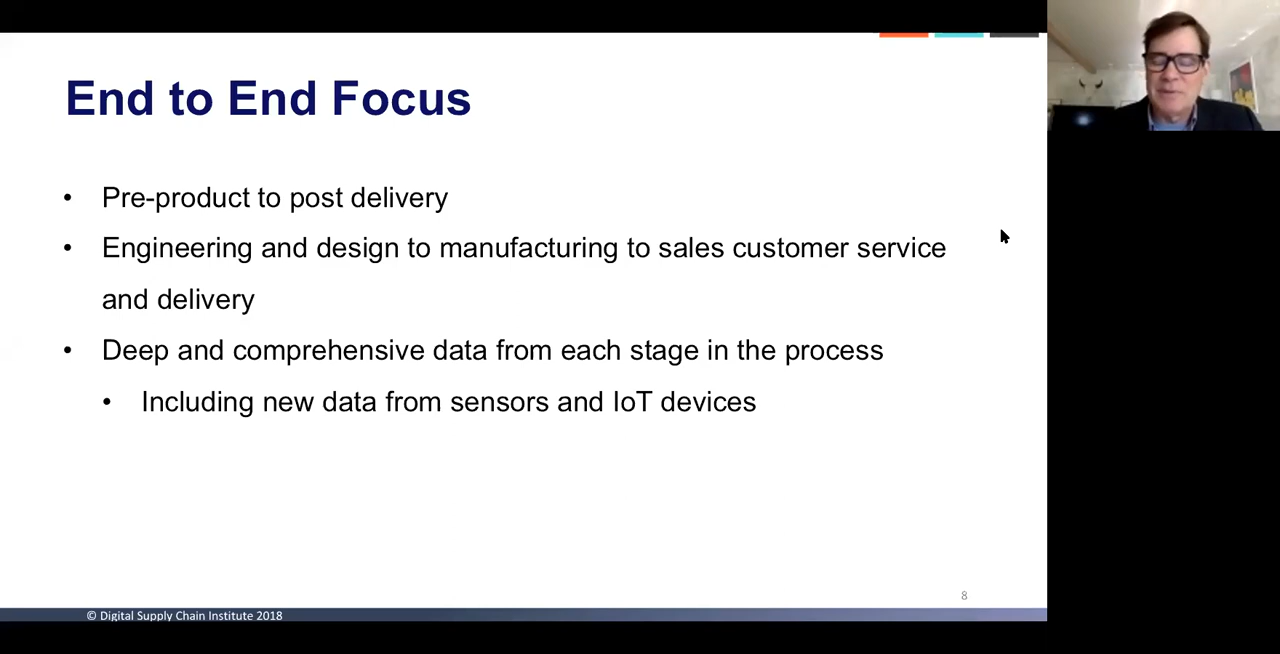 End to End Focus
• Pre-product to post delivery
• Engineering and design to manufacturing to sales customer service
and delivery
• Deep and comprehensive data from each stage in the process
• Including new data from sensors and IoT devices
8
© Digital Supply Chain Institute 2018